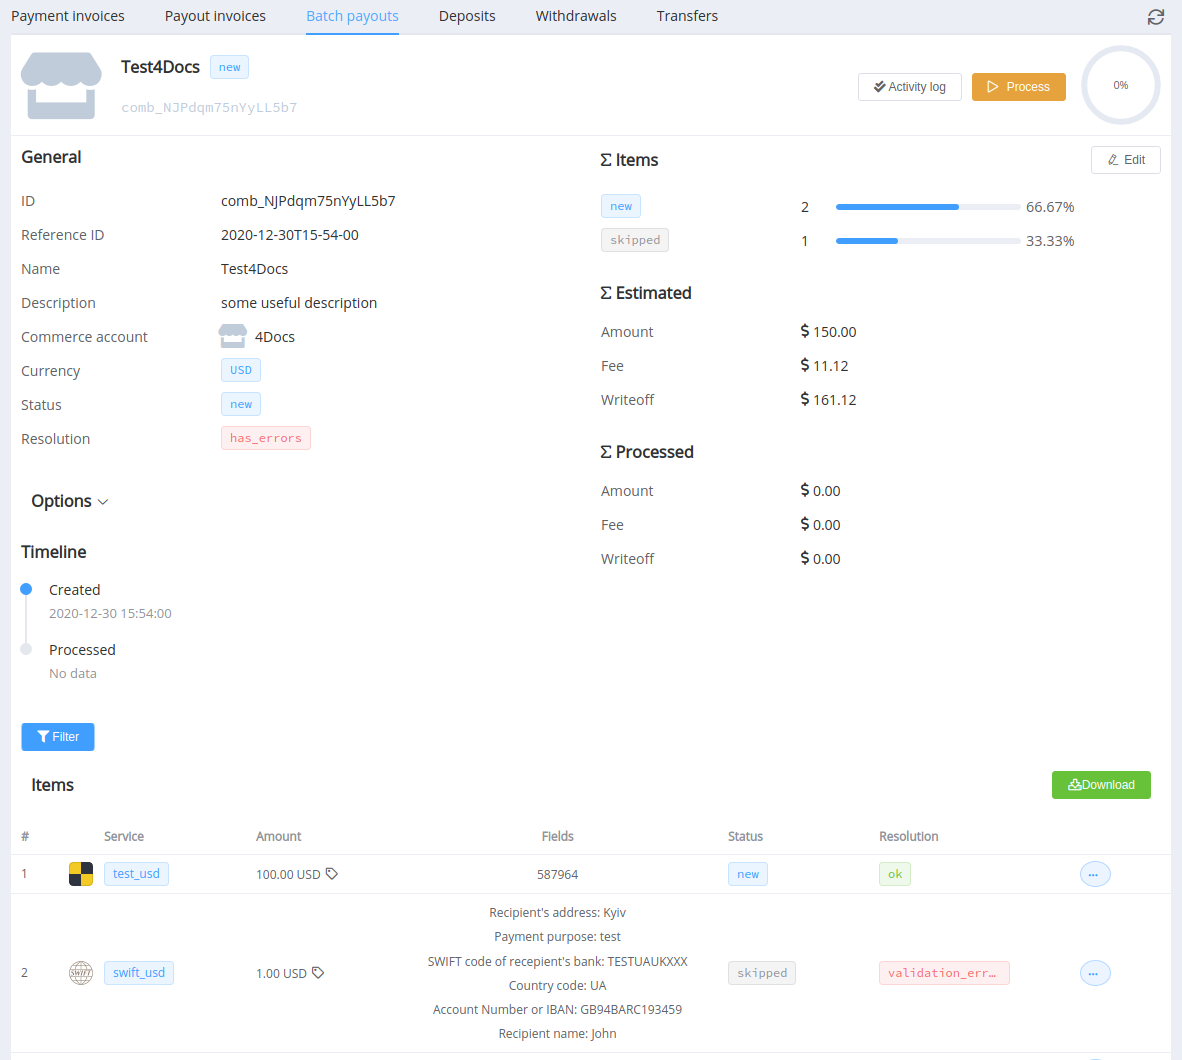 Payment invoices Payout invoices Batch payouts Deposits Withdrawals Transfers
Test4Docs new
comb_NJPdqm75nYyLL5b7
Activity log Process 0%
General
ID comb_NJPdqm75nYyLL5b7
Reference ID 2020-12-30T15-54-00
Name Test4Docs
Description some useful description
Commerce account 4Docs
Currency USD
Status new
Resolution has_errors
Options
Timeline
Created
2020-12-30 15:54:00
Processed
No data
Σ Items Edit
new 2 66.67%
skipped 1 33.33%
Σ Estimated
Amount $ 150.00
Fee $ 11.12
Writeoff $ 161.12
Σ Processed
Amount $ 0.00
Fee $ 0.00
Writeoff $ 0.00
Filter
Items Download
# Service Amount Fields Status Resolution
1 test_usd 100.00 USD 587964 new ok ...
Recipient's address: Kyiv
Payment purpose: test
SWIFT code of recepient's bank: TESTUAUKXXX
2 SWIFT swift_usd 1.00 USD skipped validation_err... ...
Country code: UA
Account Number or IBAN: GB94BARC193459
Recipient name: John